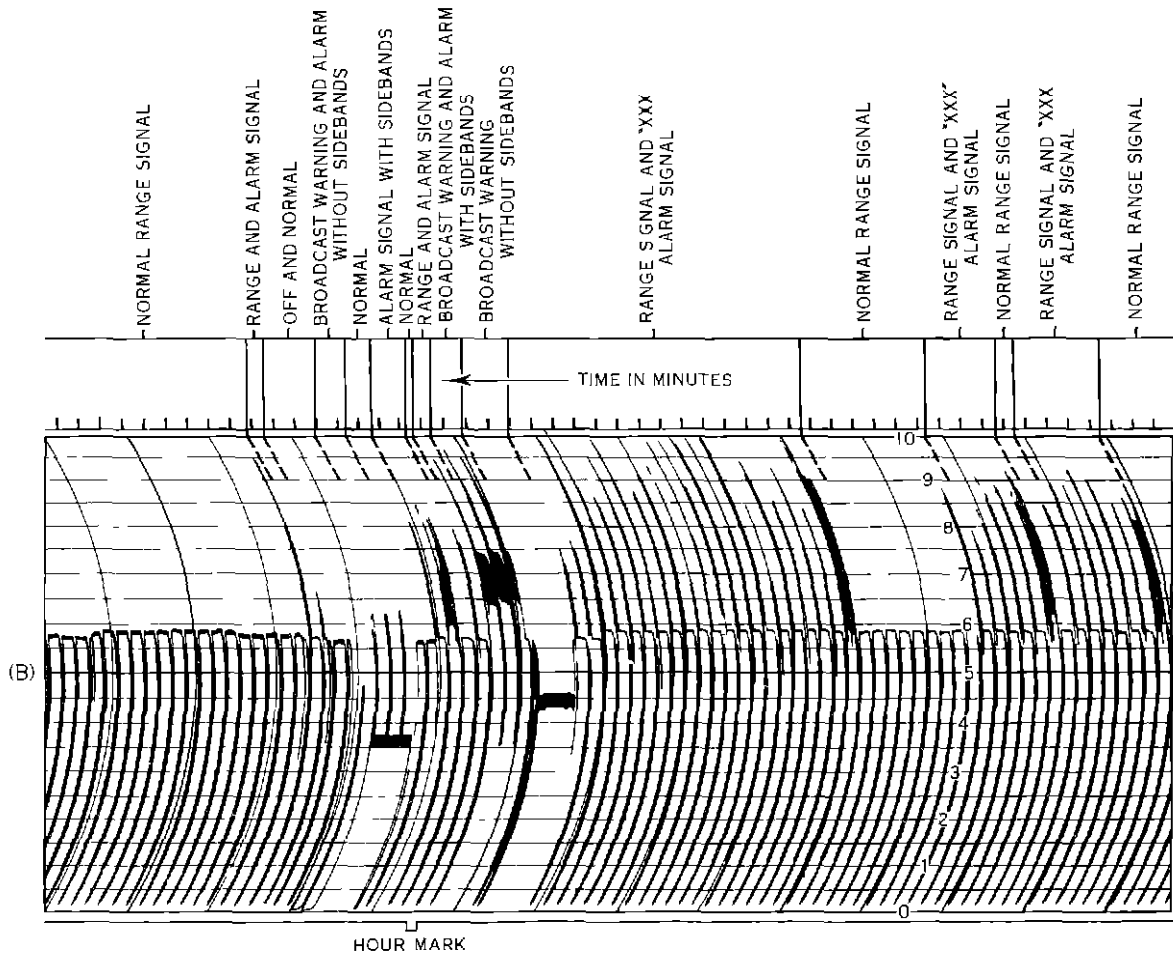 NORMAL RANGE SIGNAL
RANGE AND ALARM SIGNAL
OFF AND NORMAL
BROADCAST WARNING AND ALARM
WITHOUT SIDEBANDS
NORMAL
ALARM SIGNAL WITH SIDEBANDS
NORMAL
RANGE AND ALARM SIGNAL
BROADCAST WARNING AND ALARM
WITH SIDEBANDS
BROADCAST WARNING
WITHOUT SIDEBANDS
RANGE S GNAL AND "XXX
ALARM SIGNAL
NORMAL RANGE SIGNAL
RANGE SIGNAL AND "XXX"
ALARM SIGNAL
NORMAL RANGE SIGNAL
RANGE SIGNAL AND "XXX
ALARM SIGNAL
NORMAL RANGE SIGNAL
TIME IN MINUTES
10
9
8
7
6
(B)
5
4
3
2
1
0
HOUR MARK